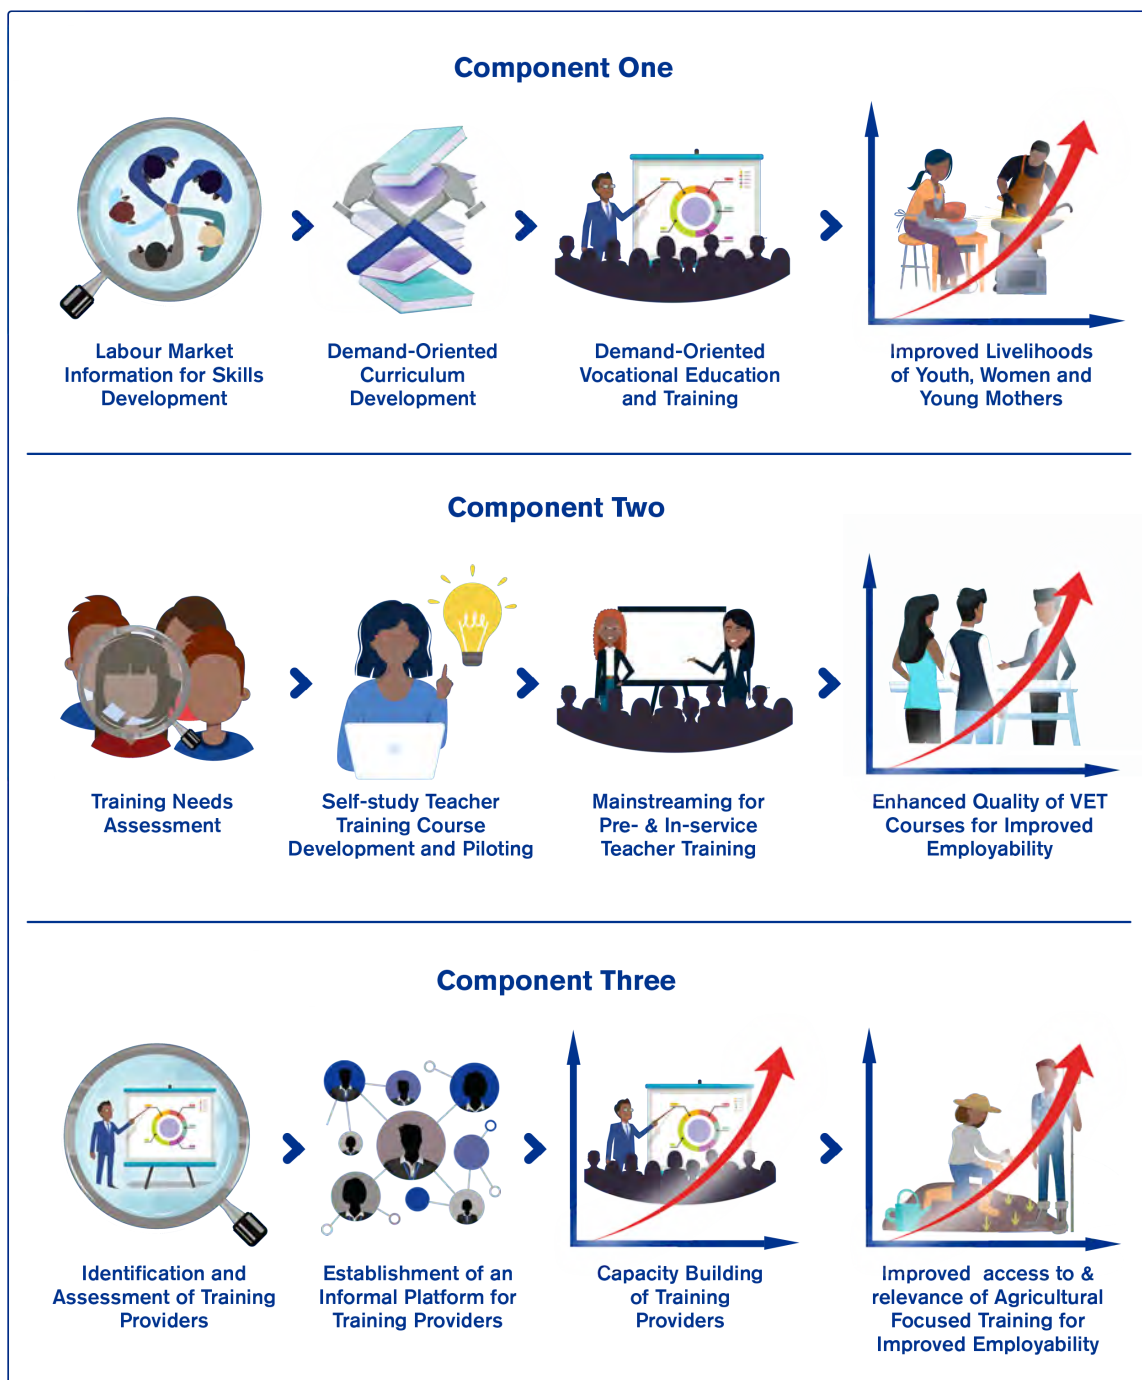 Component One
Labour Market
Information for Skills
Development
Demand-Oriented
Curriculum
Development
Demand-Oriented
Vocational Education
and Training
Improved Livelihoods
of Youth, Women and
Young Mothers
Component Two
Training Needs
Assessment
Self-study Teacher
Training Course
Development and Piloting
Mainstreaming for
Pre- & In-service
Teacher Training
Enhanced Quality of VET
Courses for Improved
Employability
Component Three
Identification and
Assessment of Training
Providers
Establishment of an
Informal Platform for
Training Providers
Capacity Building
of Training
Providers
Improved access to &
relevance of Agricultural
Focused Training for
Improved Employability